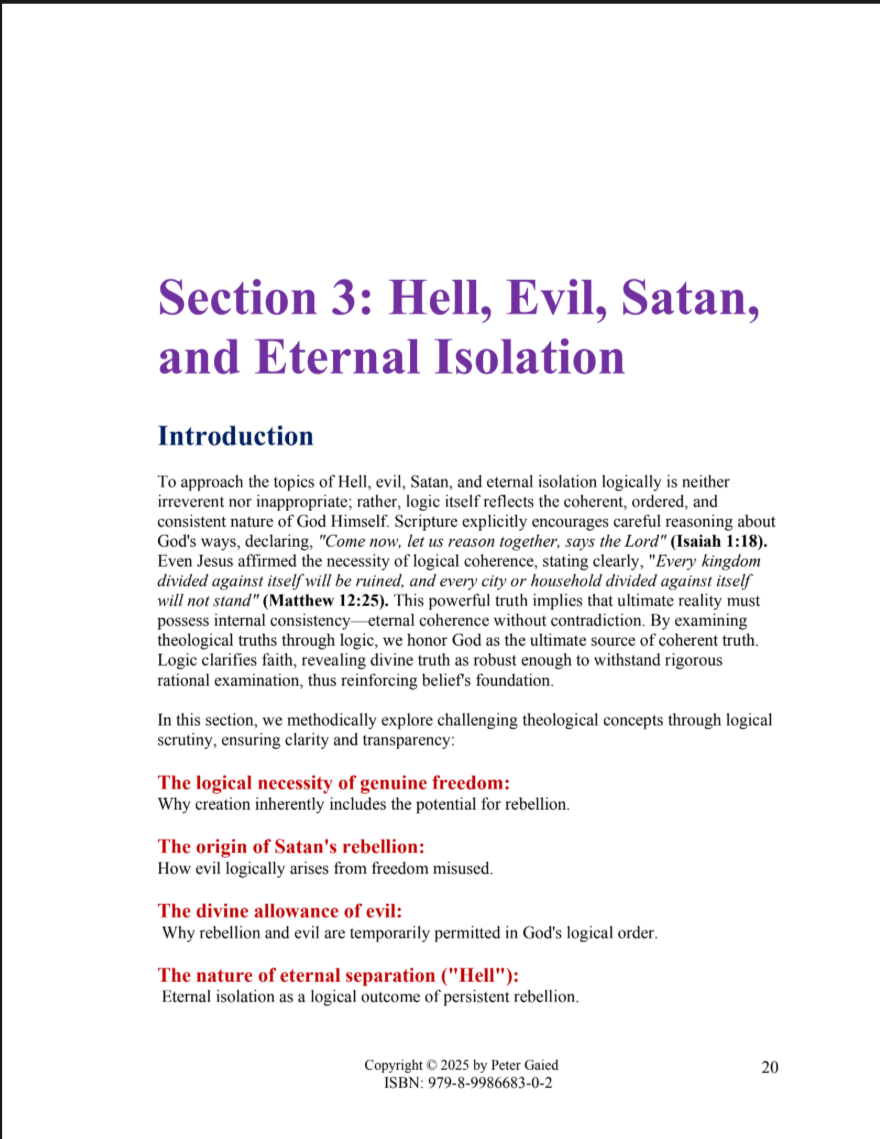 Section 3: Hell, Evil, Satan,
and Eternal Isolation
Introduction
To approach the topics of Hell, evil, Satan, and eternal isolation logically is neither
irreverent nor inappropriate; rather, logic itself reflects the coherent, ordered, and
consistent nature of God Himself. Scripture explicitly encourages careful reasoning about
God's ways, declaring, "Come now, let us reason together, says the Lord" (Isaiah 1:18).
Even Jesus affirmed the necessity of logical coherence, stating clearly, "Every kingdom
divided against itself will be ruined, and every city or household divided against itself
will not stand" (Matthew 12:25). This powerful truth implies that ultimate reality must
possess internal consistency—eternal coherence without contradiction. By examining
theological truths through logic, we honor God as the ultimate source of coherent truth.
Logic clarifies faith, revealing divine truth as robust enough to withstand rigorous
rational examination, thus reinforcing belief's foundation.
In this section, we methodically explore challenging theological concepts through logical
scrutiny, ensuring clarity and transparency:
The logical necessity of genuine freedom:
Why creation inherently includes the potential for rebellion.
The origin of Satan's rebellion:
How evil logically arises from freedom misused.
The divine allowance of evil:
Why rebellion and evil are temporarily permitted in God's logical order.
The nature of eternal separation ("Hell"):
Eternal isolation as a logical outcome of persistent rebellion.
Copyright © 2025 by Peter Gaied
ISBN: 979-8-9986683-0-2
20